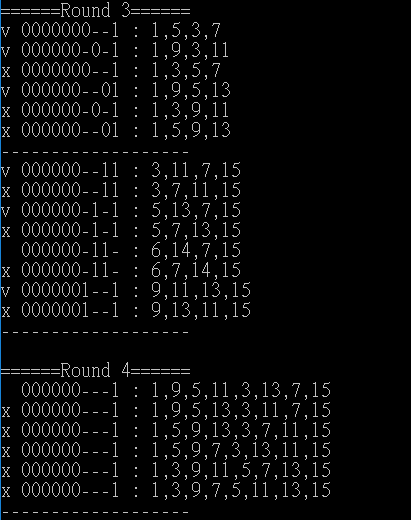 ======Round 3======
v 0000000--1 : 1,5,3,7
v 000000-0-1 : 1,9,3,11
x 0000000--1 : 1,3,5,7
v 000000--01 : 1,9,5,13
x 000000-0-1 : 1,3,9,11
x 000000--01 : 1,5,9,13
-------------------
v 000000--11 : 3,11,7,15
x 000000--11 : 3,7,11,15
v 000000-1-1 : 5,13,7,15
x 000000-1-1 : 5,7,13,15
  000000-11- : 6,14,7,15
x 000000-11- : 6,7,14,15
v 0000001--1 : 9,11,13,15
x 0000001--1 : 9,13,11,15
-------------------
======Round 4======
  000000---1 : 1,9,5,11,3,13,7,15
x 000000---1 : 1,9,5,13,3,11,7,15
x 000000---1 : 1,5,9,13,3,7,11,15
x 000000---1 : 1,5,9,7,3,13,11,15
x 000000---1 : 1,3,9,11,5,7,13,15
x 000000---1 : 1,3,9,7,5,11,13,15
-------------------